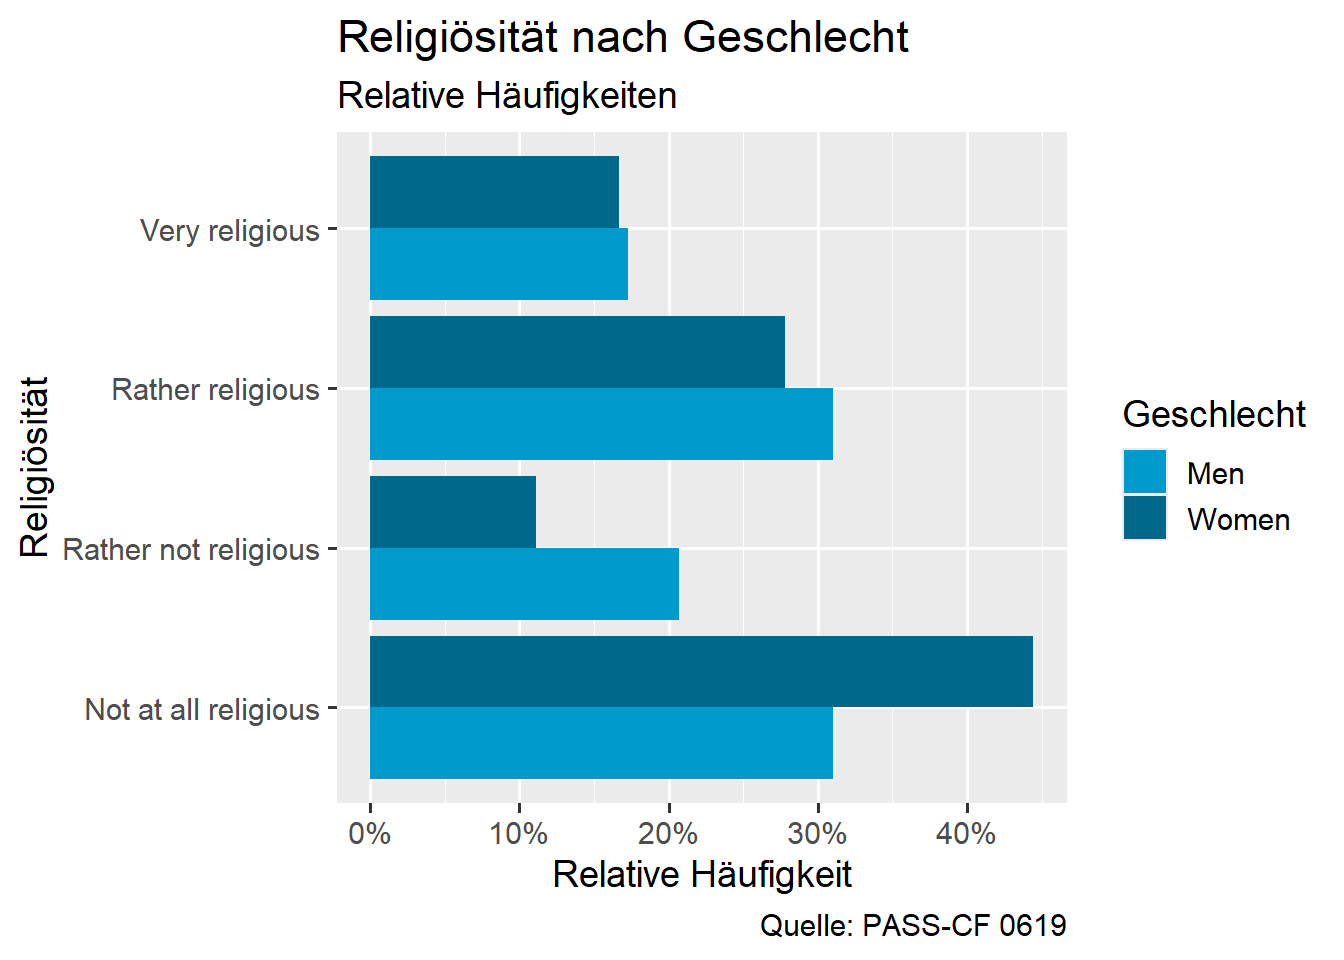 Religiösität nach Geschlecht
Relative Häufigkeiten
Religiösität
Very religious
Rather religious
Rather not religious
Not at all religious
0% 10% 20% 30% 40%
Relative Häufigkeit
Geschlecht
Men
Women
Quelle: PASS-CF 0619